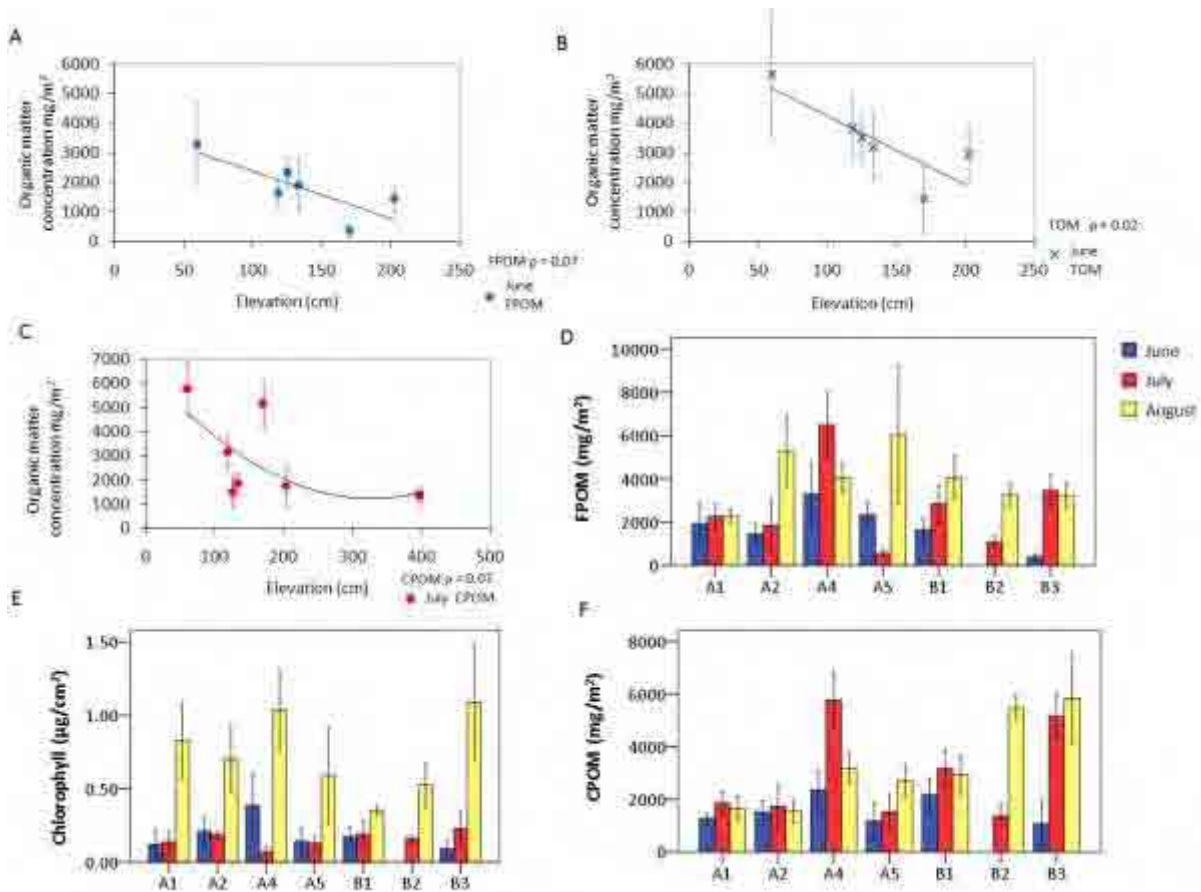 A
Organic matter
concentration mg/m²
6000
5000
4000
3000
2000
1000
0
0 50 100 150 200 250
Elevation (cm)
FPOM p = 0.07
June
FPOM
B
Organic matter
concentration mg/m²
6000
5000
4000
3000
2000
1000
0
0 50 100 150 200 250
Elevation (cm)
TOM p = 0.02
June
TOM
C
Organic matter
concentration mg/m²
7000
6000
5000
4000
3000
2000
1000
0
0 100 200 300 400 500
Elevation (cm)
CPOM p = 0.03
July CPOM
D
FPOM (mg/m²)
10000
8000
6000
4000
2000
0
A1 A2 A4 A5 B1 B2 B3
June
July
August
E
Chlorophyll (µg/cm²)
1.50
1.00
0.50
0.00
A1 A2 A4 A5 B1 B2 B3
F
CPOM (mg/m²)
8000
6000
4000
2000
0
A1 A2 A4 A5 B1 B2 B3